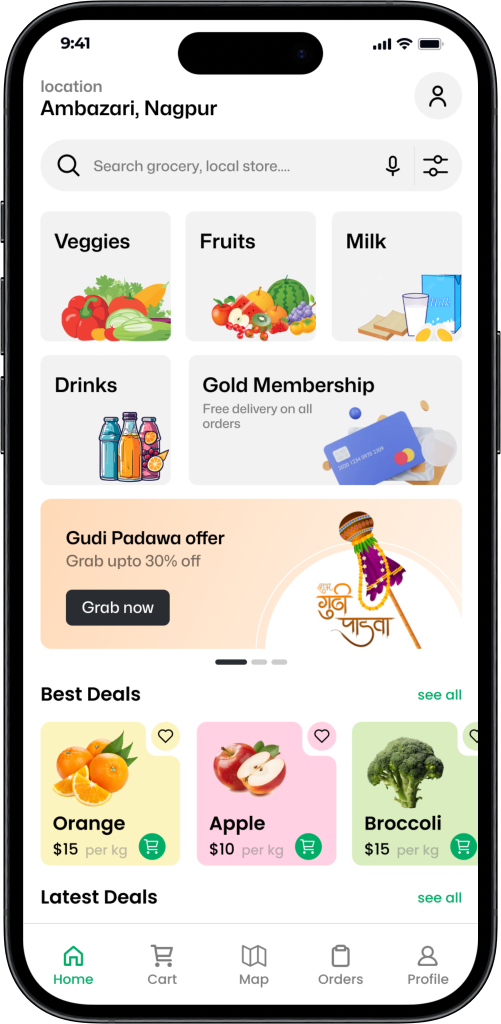 9:41
location
Ambazari, Nagpur
Search grocery, local store....
Veggies
Fruits
Milk
Milk
Drinks
Gold Membership
Free delivery on all
orders
Gudi Padawa offer
Grab upto 30% off
Grab now
शुभ
गुढी
पाडवा
Best Deals
see all
Orange
$15 per kg
Apple
$10 per kg
Broccoli
$15 per kg
Latest Deals
see all
Home
Cart
Map
Orders
Profile